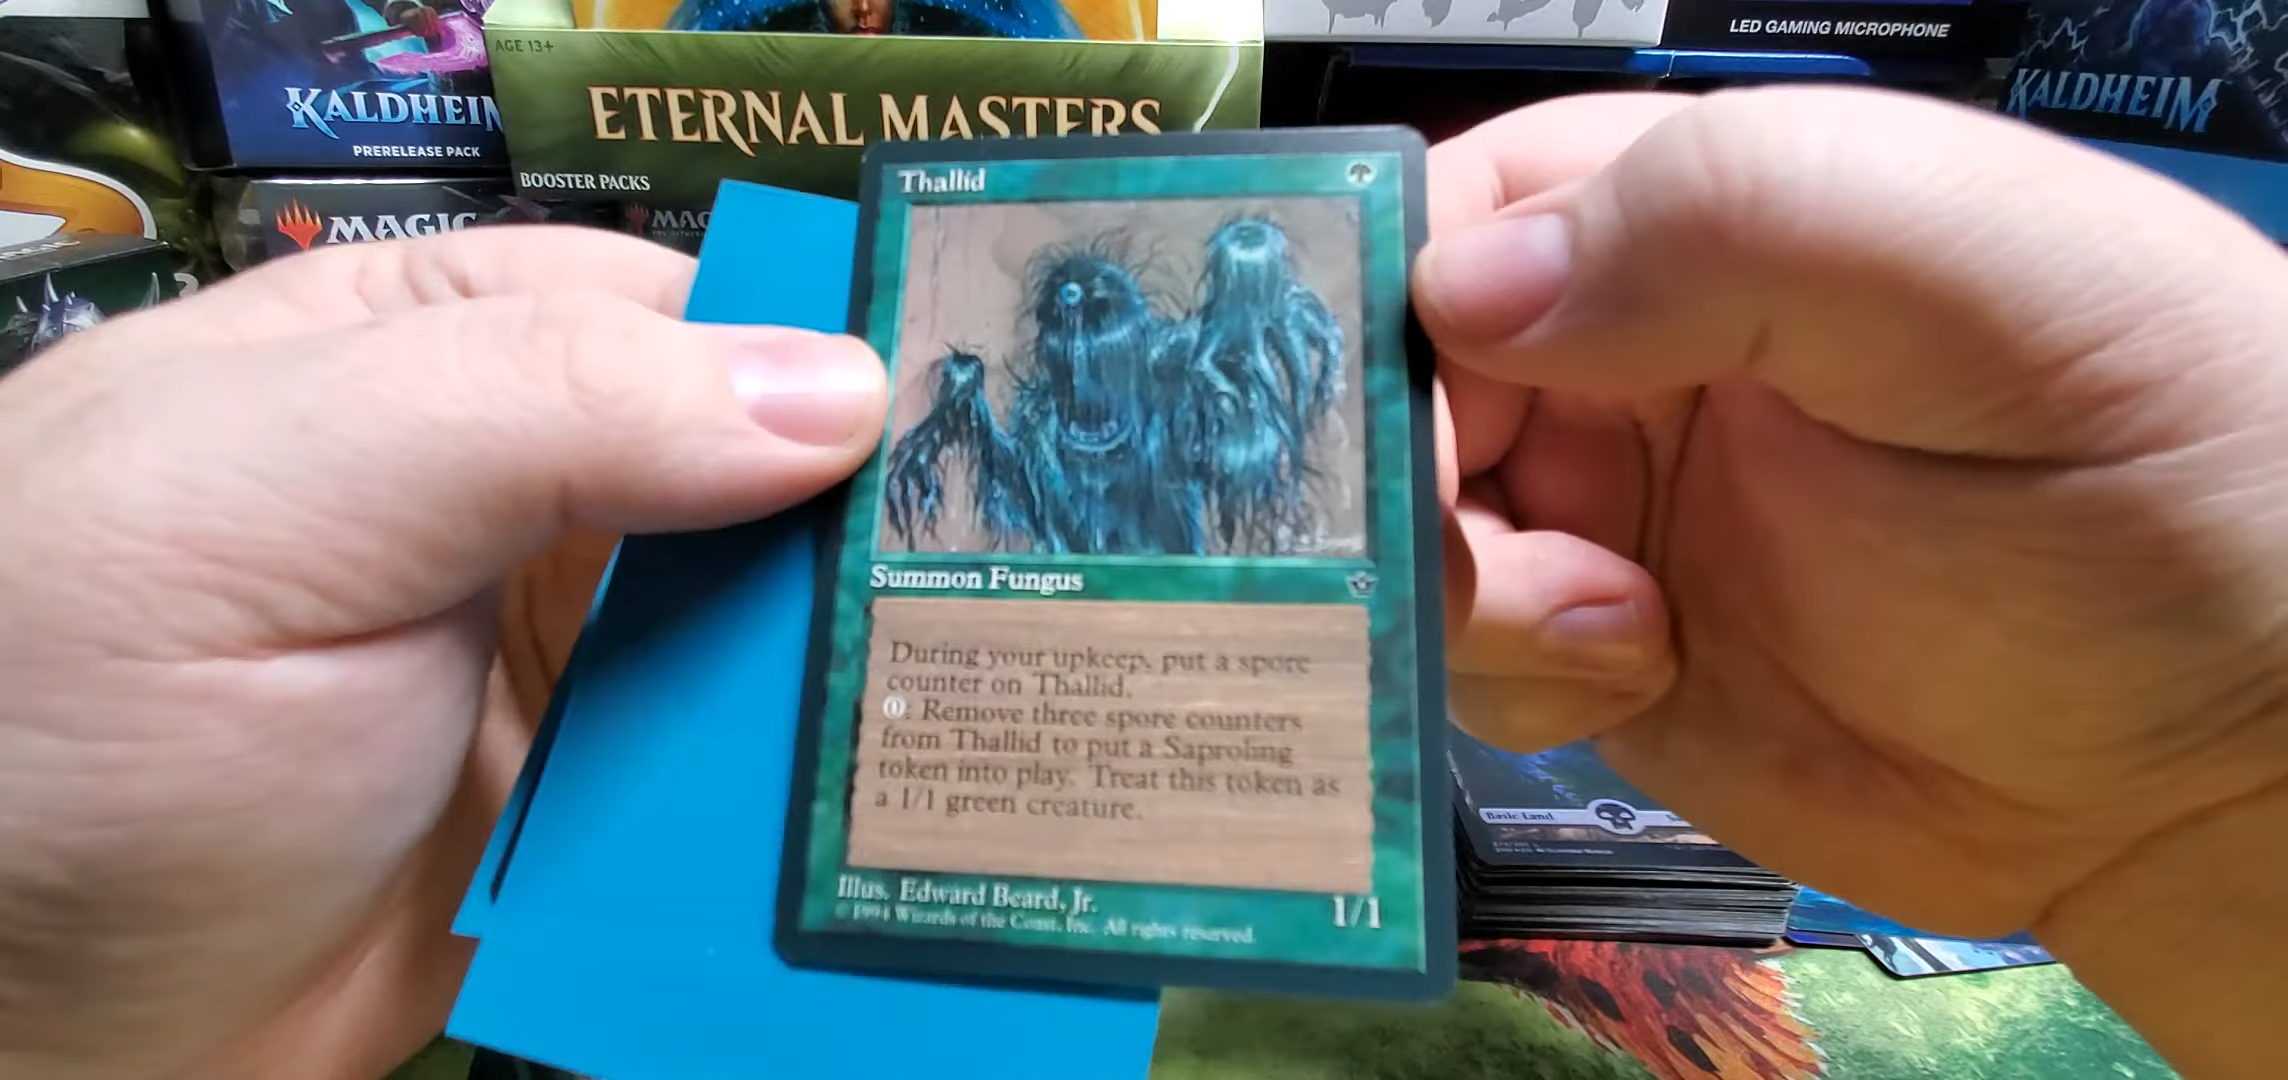 AGE 13+
LED GAMING MICROPHONE
KALDHEIM
ETERNAL MASTERS
KALDHEIM
PRERELEASE PACK
BOOSTER PACKS
MAGIC
MAG
Thallid
Summon Fungus
During your upkeep, put a spore
counter on Thallid.
1: Remove three spore counters
from Thallid to put a Saproling
token into play. Treat this token as
a 1/1 green creature.
Illus. Edward Beard, Jr.
© 1994 Wizards of the Coast, Inc. All rights reserved.
1/1
Basic Land